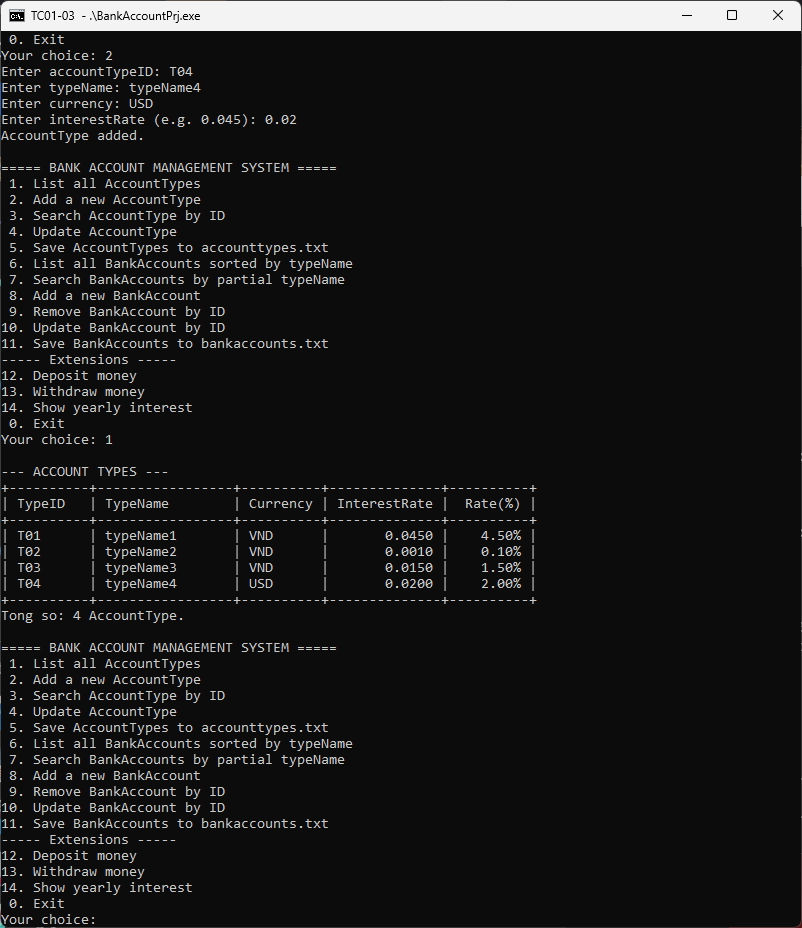 TC01-03 - .\BankAccountPrj.exe
 0. Exit
Your choice: 2
Enter accountTypeID: T04
Enter typeName: typeName4
Enter currency: USD
Enter interestRate (e.g. 0.045): 0.02
AccountType added.

===== BANK ACCOUNT MANAGEMENT SYSTEM =====
 1. List all AccountTypes
 2. Add a new AccountType
 3. Search AccountType by ID
 4. Update AccountType
 5. Save AccountTypes to accounttypes.txt
 6. List all BankAccounts sorted by typeName
 7. Search BankAccounts by partial typeName
 8. Add a new BankAccount
 9. Remove BankAccount by ID
10. Update BankAccount by ID
11. Save BankAccounts to bankaccounts.txt
----- Extensions -----
12. Deposit money
13. Withdraw money
14. Show yearly interest
 0. Exit
Your choice: 1

--- ACCOUNT TYPES ---
+----------+-----------------+----------+--------------+----------+
| TypeID   | TypeName        | Currency | InterestRate |  Rate(%) |
+----------+-----------------+----------+--------------+----------+
| T01      | typeName1       | VND      |       0.0450 |    4.50% |
| T02      | typeName2       | VND      |       0.0010 |    0.10% |
| T03      | typeName3       | VND      |       0.0150 |    1.50% |
| T04      | typeName4       | USD      |       0.0200 |    2.00% |
+----------+-----------------+----------+--------------+----------+
Tong so: 4 AccountType.

===== BANK ACCOUNT MANAGEMENT SYSTEM =====
 1. List all AccountTypes
 2. Add a new AccountType
 3. Search AccountType by ID
 4. Update AccountType
 5. Save AccountTypes to accounttypes.txt
 6. List all BankAccounts sorted by typeName
 7. Search BankAccounts by partial typeName
 8. Add a new BankAccount
 9. Remove BankAccount by ID
10. Update BankAccount by ID
11. Save BankAccounts to bankaccounts.txt
----- Extensions -----
12. Deposit money
13. Withdraw money
14. Show yearly interest
 0. Exit
Your choice: